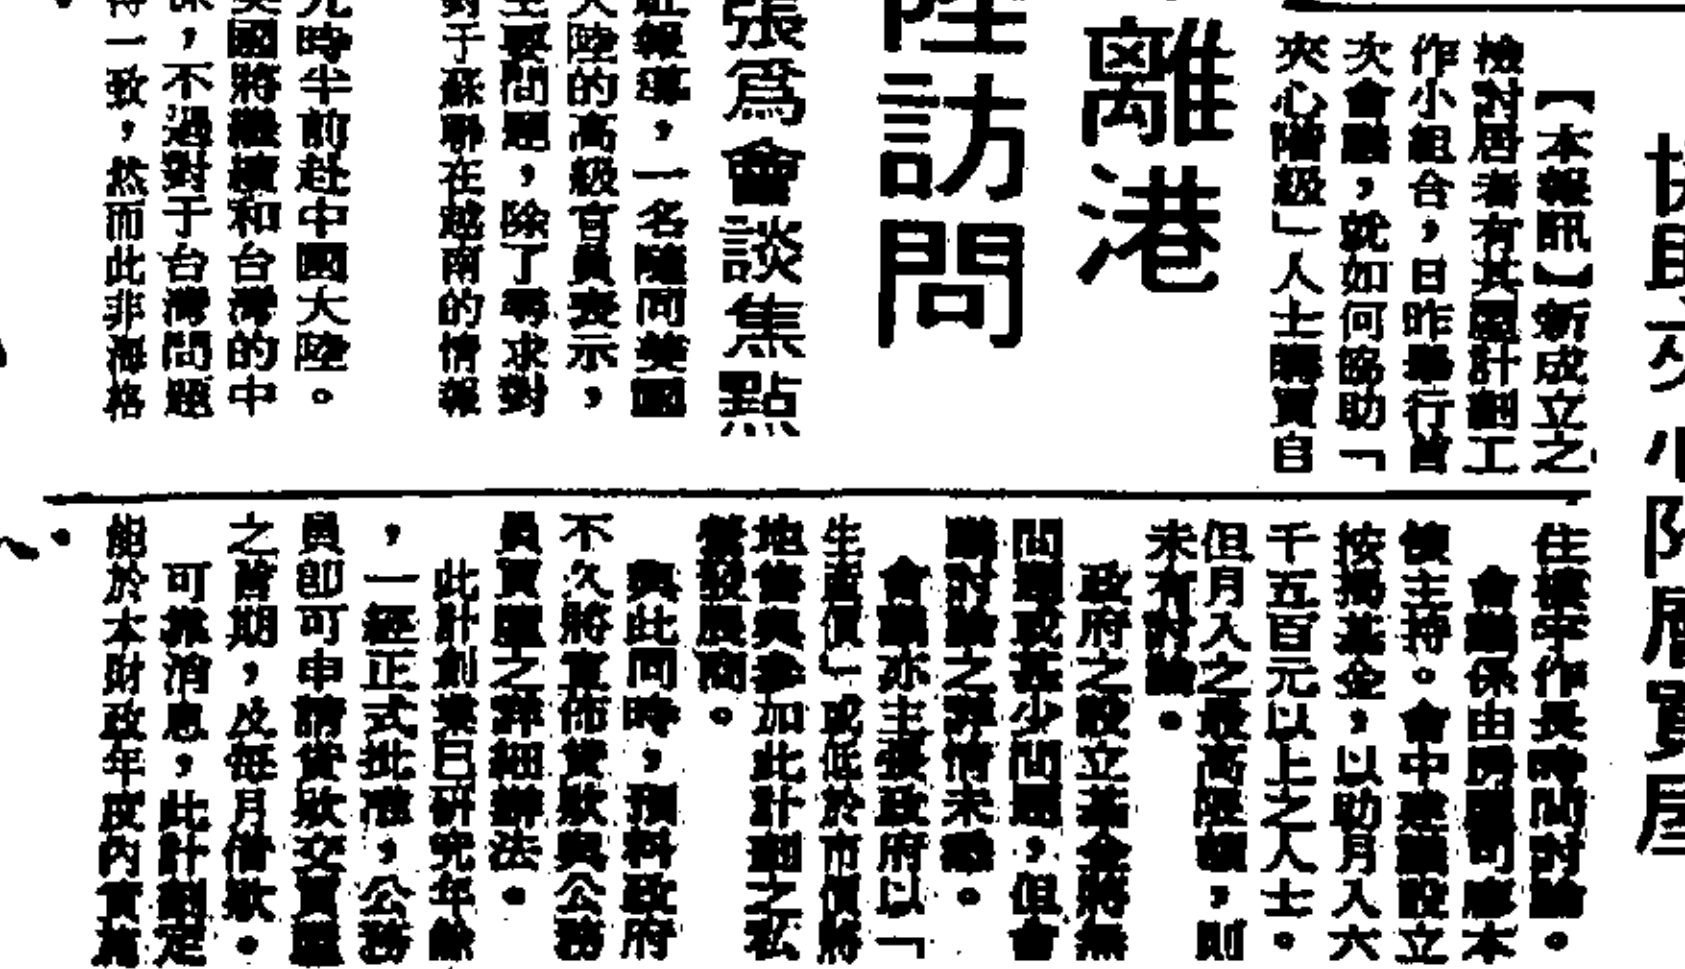 協助夾心階層買屋
【本報訊】新成立之
檢討居者有其屋計劃工
作小組合，日昨舉行首
次會議，就如何協助「
夾心階級」人士購買自
住樓宇作長時間討論。
會議係由房屋司廖本
懷主持。會中建議設立
按揭基金，以助月入六
千五百元以上之人士。
但月入之最高限額，則
未有討論。
政府之設立基金將無
問題或甚少問題，但會
議討論之詳情未悉。
會議亦主張政府以「
生產價」或低於市價將
地售與參加此計劃之私
營發展商。
與此同時，預料政府
不久將宣佈貸款與公務
員買屋之詳細辦法。
此計劃業已研究年餘
，一經正式批准，公務
員卽可申請貸款交買屋
之首期，及每月借款。
可靠消息，此計劃定
能於本財政年度內實施
離港
陸訪問
張爲會談焦點
報導，一名隨同美國
大陸的高級官員表示，
主要問題，除了尋求對
對于蘇聯在越南的情報
九時半前赴中國大陸。
美國將繼續和台灣的中
，不過對于台灣問題
得一致，然而此非海格